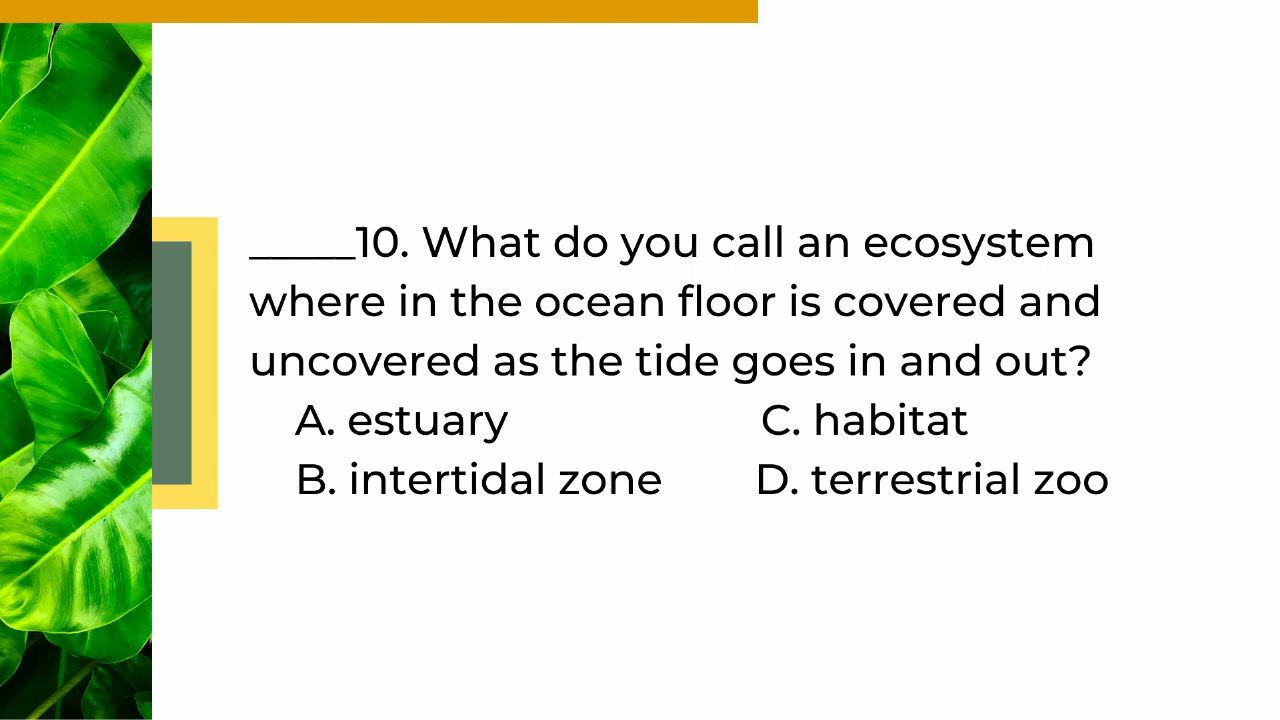 _____10. What do you call an ecosystem
where in the ocean floor is covered and
uncovered as the tide goes in and out?
A. estuary C. habitat
B. intertidal zone D. terrestrial zoo